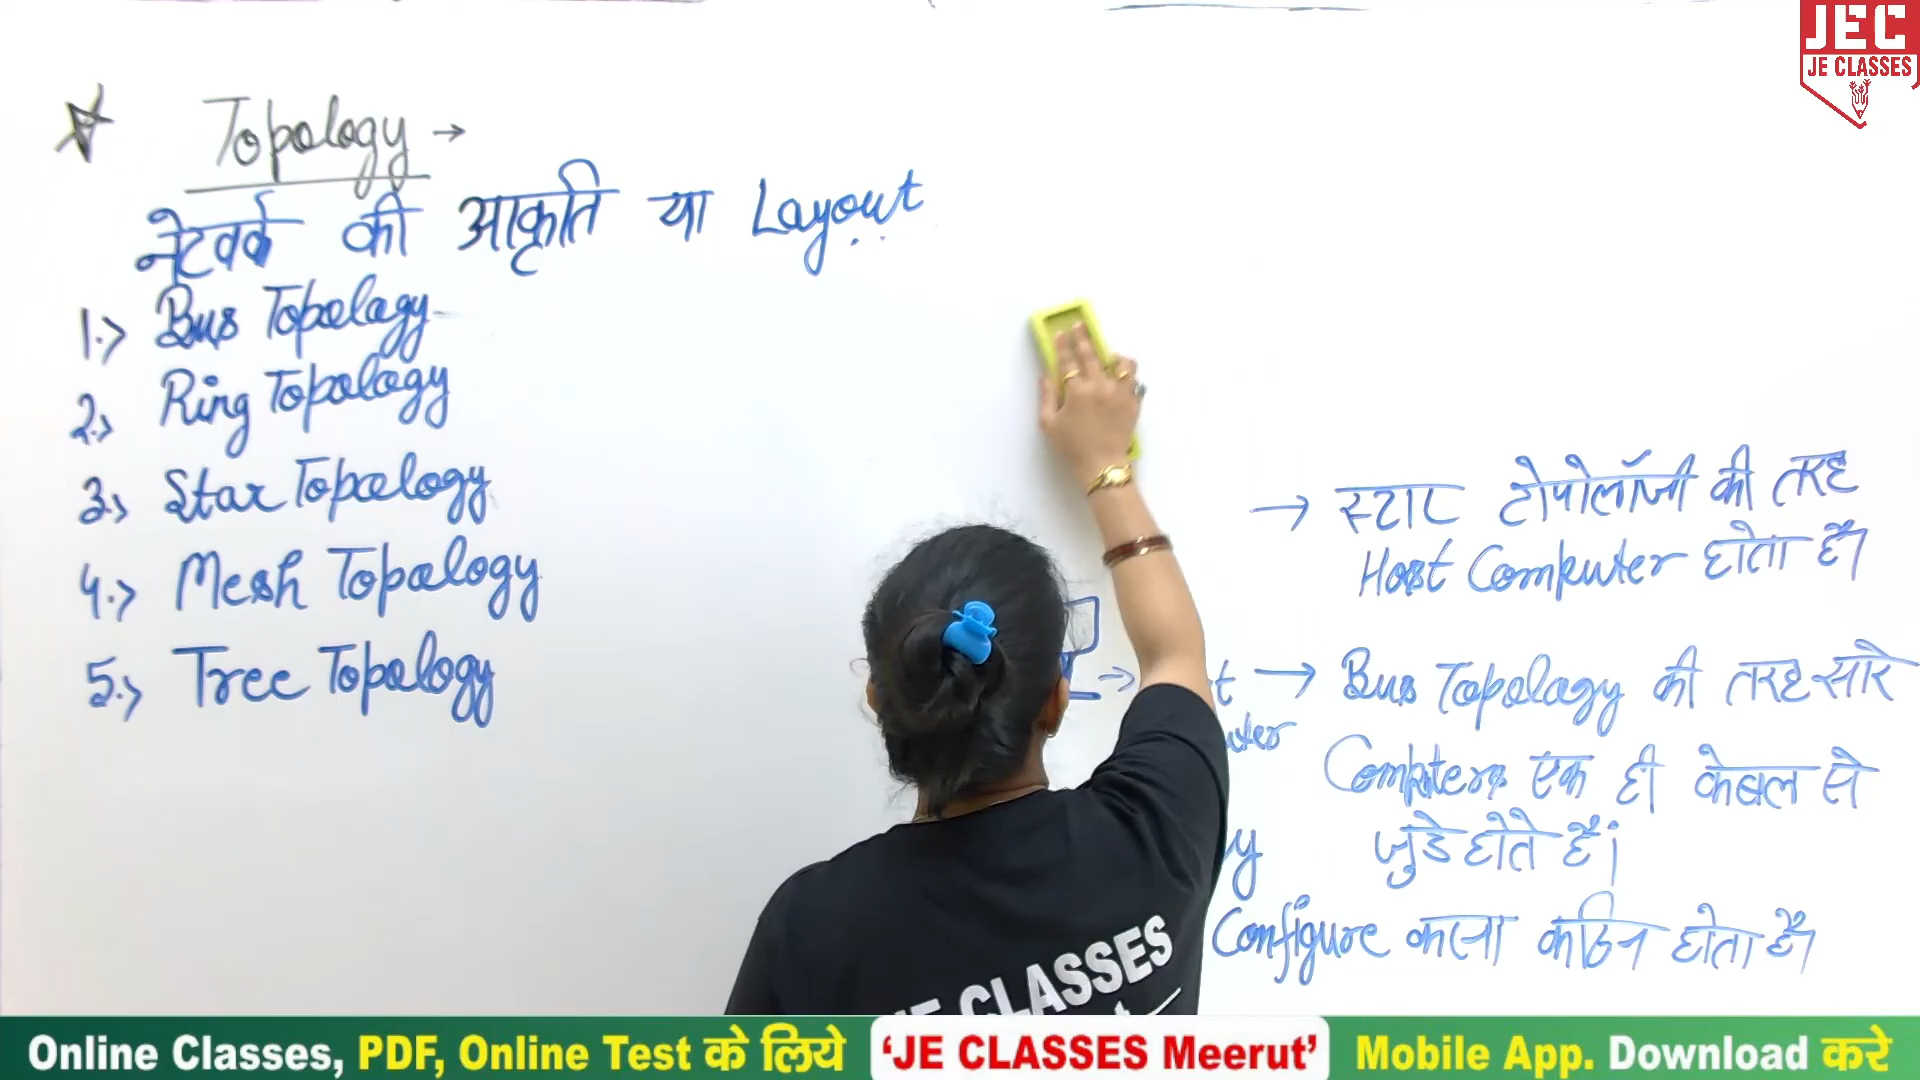 JEC
JE CLASSES
Topology →
नेटवर्क की आकृति या Layout
1.> Bus Topology
2.> Ring Topology
3.> Star Topology
4.> Mesh Topology
5.> Tree Topology
→ स्टार टोपोलॉजी की तरह
Host Computer होता है।
→ Bus Topology की तरह सारे
Computers एक ही केबल से
जुडे होते हैं।
Configure करना कठिन होता है।
JE CLASSES
Online Classes, PDF, Online Test के लिये 'JE CLASSES Meerut' Mobile App. Download करे